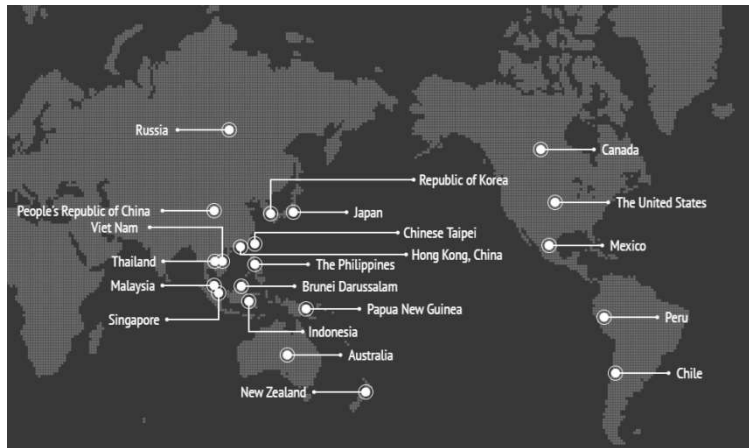 Russia
Canada
Republic of Korea
The United States
People's Republic of China
Japan
Viet Nam
Chinese Taipei
Mexico
Hong Kong, China
Thailand
The Philippines
Malaysia
Brunei Darussalam
Papua New Guinea
Peru
Singapore
Indonesia
Australia
Chile
New Zealand